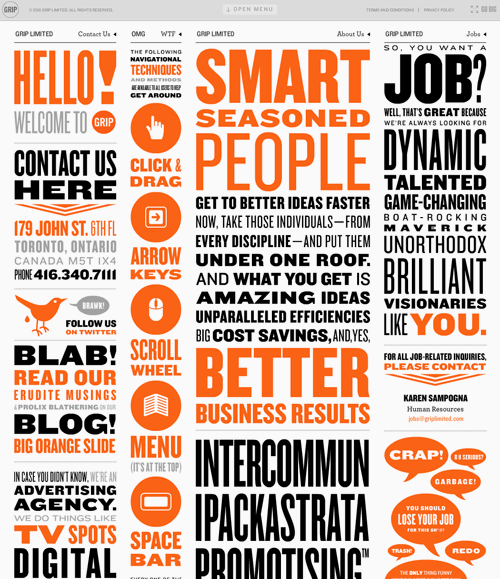 GRIP
© 2010 GRIP LIMITED. ALL RIGHTS RESERVED.
OPEN MENU
TERMS AND CONDITIONS | PRIVACY POLICY
GRIP LIMITED
Contact Us
HELLO!
WELCOME TO GRIP
CONTACT US
HERE
179 JOHN ST. 6TH FL
TORONTO, ONTARIO
CANADA M5T 1X4
PHONE 416.340.7111
BRAWK!
FOLLOW US
ON TWITTER
BLAB!
READ OUR
ERUDITE MUSINGS
& PROLIX BLATHERING ON OUR
BLOG!
BIG ORANGE SLIDE
IN CASE YOU DIDN'T KNOW, WE'RE AN
ADVERTISING
AGENCY.
WE DO THINGS LIKE
TV SPOTS
DIGITAL
OMG
WTF
THE FOLLOWING
NAVIGATIONAL
TECHNIQUES
AND METHODS
ARE AVAILABLE TO ALL USERS TO HELP
GET AROUND
CLICK &
DRAG
ARROW
KEYS
SCROLL
WHEEL
MENU
(IT'S AT THE TOP)
SPACE
BAR
GRIP LIMITED
About Us
SMART
SEASONED
PEOPLE
GET TO BETTER IDEAS FASTER
NOW, TAKE THOSE INDIVIDUALS—FROM
EVERY DISCIPLINE—AND PUT THEM
UNDER ONE ROOF.
AND WHAT YOU GET IS
AMAZING IDEAS
UNPARALLELED EFFICIENCIES
BIG COST SAVINGS, AND, YES,
BETTER
BUSINESS RESULTS
INTERCOMMUN
IPACKASTRATA
PROMOTISING™
GRIP LIMITED
Jobs
SO, YOU WANT A
JOB?
WELL, THAT'S GREAT BECAUSE
WE'RE ALWAYS LOOKING FOR
DYNAMIC
TALENTED
GAME-CHANGING
BOAT-ROCKING
MAVERICK
UNORTHODOX
BRILLIANT
VISIONARIES
LIKE YOU.
FOR ALL JOB-RELATED INQUIRIES,
PLEASE CONTACT
KAREN SAMPOGNA
Human Resources
jobs@griplimited.com
CRAP!
R U SERIOUS?
GARBAGE!
YOU SHOULD
LOSE YOUR JOB
TRASH!
REDO
THE ONLY THING FUNNY